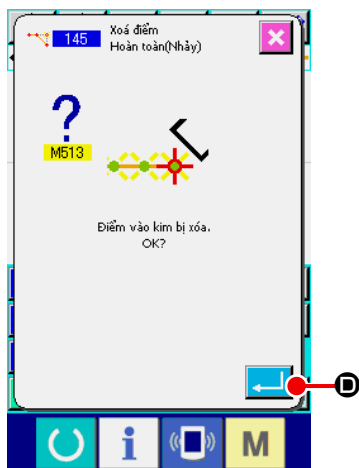 145 Xoá điểm
Hoàn toàn(Nhảy)
?
M513
Điểm vào kim bị xóa.
OK?
D
i
M